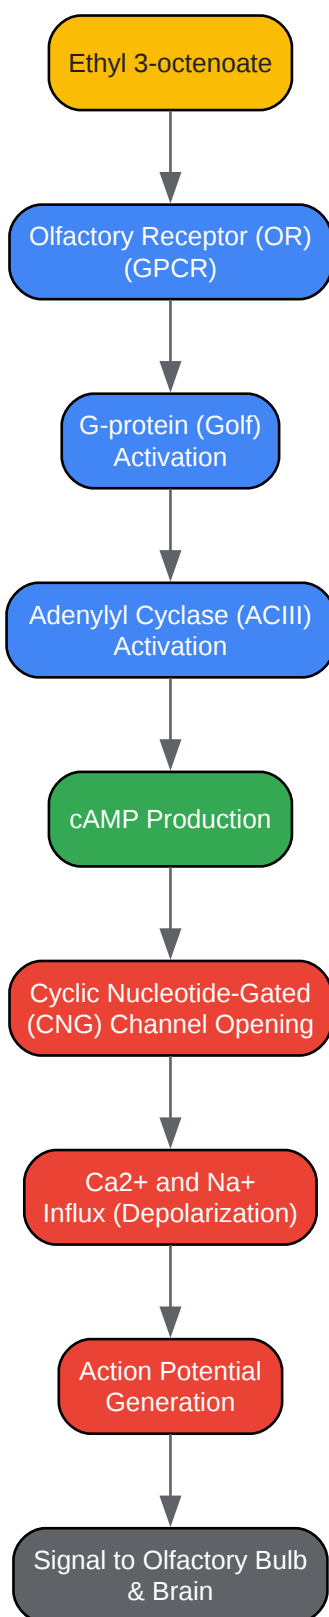 Ethyl 3-octenoate
Olfactory Receptor (OR)
(GPCR)
G-protein (Golf)
Activation
Adenylyl Cyclase (ACIII)
Activation
cAMP Production
Cyclic Nucleotide-Gated
(CNG) Channel Opening
Ca2+ and Na+
Influx (Depolarization)
Action Potential
Generation
Signal to Olfactory Bulb
& Brain